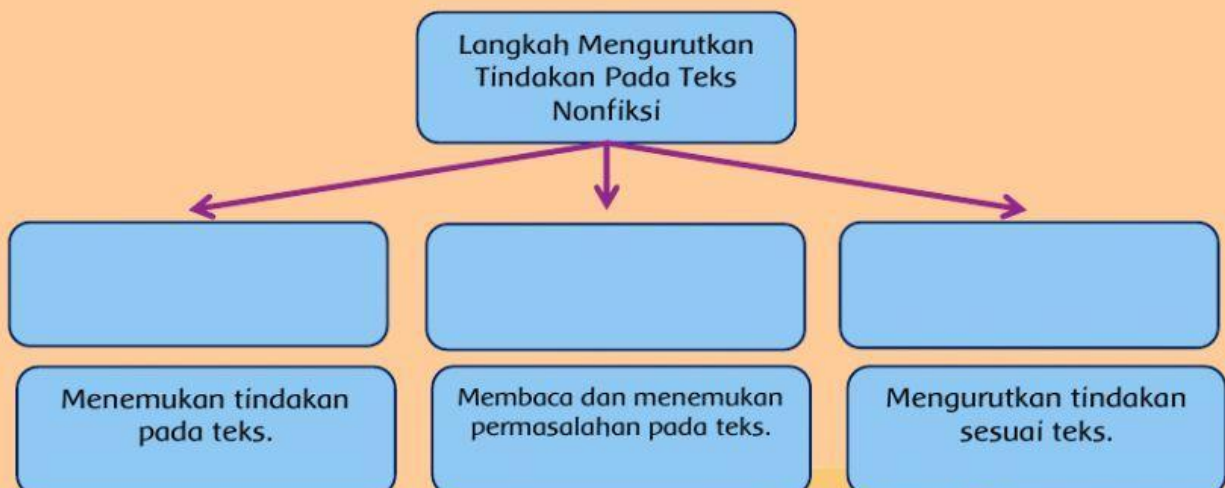 Langkah Mengurutkan
Tindakan Pada Teks
Nonfiksi
Menemukan tindakan
pada teks.
Membaca dan menemukan
permasalahan pada teks.
Mengurutkan tindakan
sesuai teks.